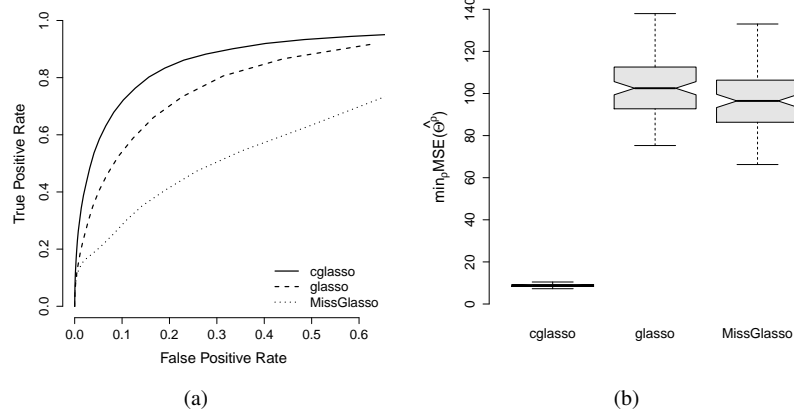 True Positive Rate
0.0 0.2 0.4 0.6 0.8 1.0
cglasso
glasso
MissGlasso
0.0 0.1 0.2 0.3 0.4 0.5 0.6
False Positive Rate
(a)
min_ρMSE(Θ̂^ρ)
0 20 40 60 80 100 120 140
cglasso glasso MissGlasso
(b)